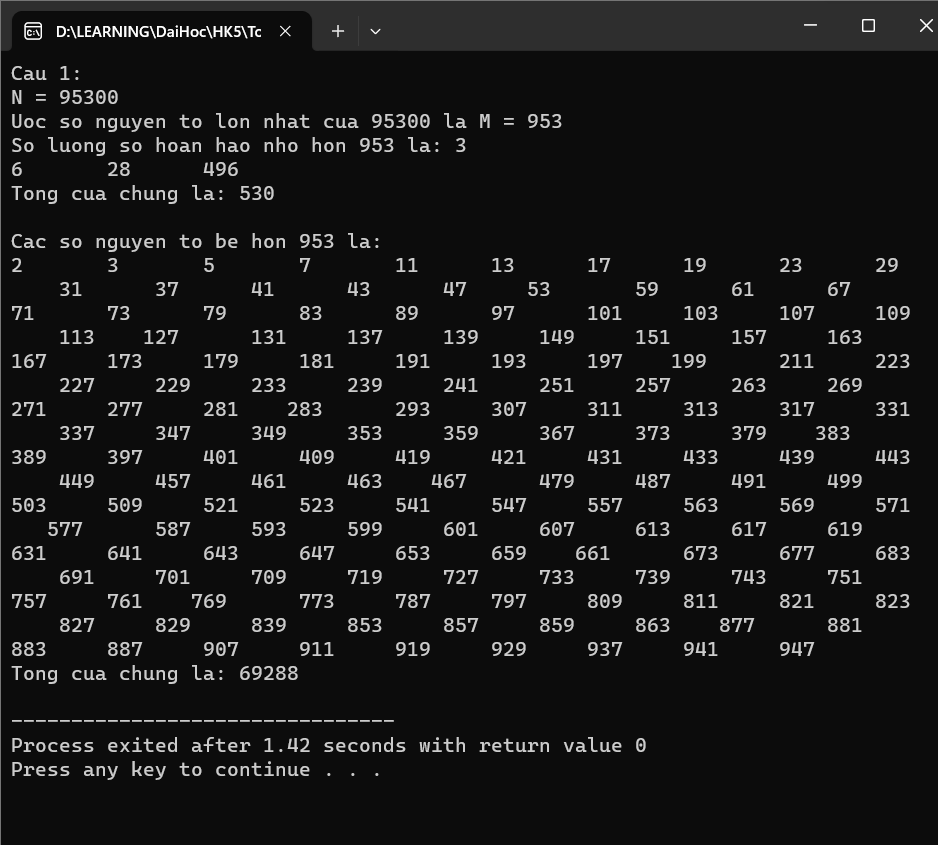 D:\LEARNING\DaiHoc\HK5\Tc
Cau 1:
N = 95300
Uoc so nguyen to lon nhat cua 95300 la M = 953
So luong so hoan hao nho hon 953 la: 3
6 28 496
Tong cua chung la: 530
Cac so nguyen to be hon 953 la:
2 3 5 7 11 13 17 19 23 29
31 37 41 43 47 53 59 61 67
71 73 79 83 89 97 101 103 107 109
113 127 131 137 139 149 151 157 163
167 173 179 181 191 193 197 199 211 223
227 229 233 239 241 251 257 263 269
271 277 281 283 293 307 311 313 317 331
337 347 349 353 359 367 373 379 383
389 397 401 409 419 421 431 433 439 443
449 457 461 463 467 479 487 491 499
503 509 521 523 541 547 557 563 569 571
577 587 593 599 601 607 613 617 619
631 641 643 647 653 659 661 673 677 683
691 701 709 719 727 733 739 743 751
757 761 769 773 787 797 809 811 821 823
827 829 839 853 857 859 863 877 881
883 887 907 911 919 929 937 941 947
Tong cua chung la: 69288
--------------------------------
Process exited after 1.42 seconds with return value 0
Press any key to continue . . .